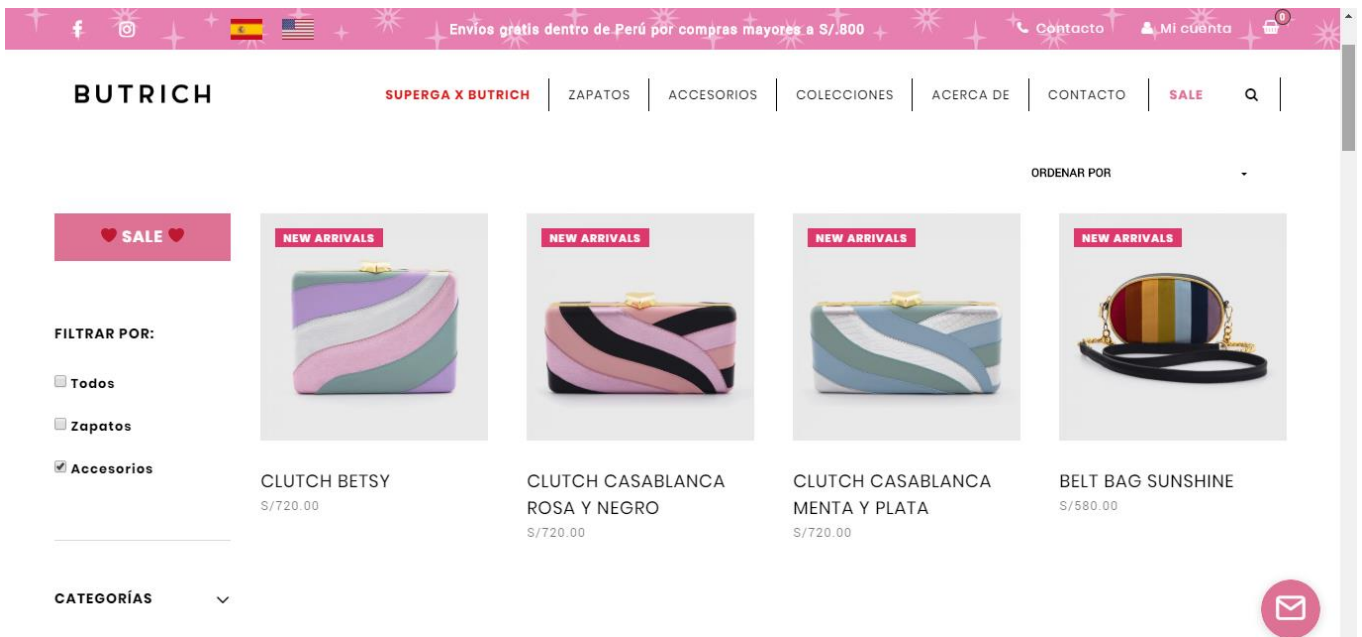 Envíos gratis dentro de Perú por compras mayores a S/.800
Contacto
Mi cuenta
0
BUTRICH
SUPERGA X BUTRICH
ZAPATOS
ACCESORIOS
COLECCIONES
ACERCA DE
CONTACTO
SALE
ORDENAR POR
SALE
FILTRAR POR:
Todos
Zapatos
Accesorios
CATEGORÍAS
NEW ARRIVALS
CLUTCH BETSY
S/720.00
NEW ARRIVALS
CLUTCH CASABLANCA
ROSA Y NEGRO
S/720.00
NEW ARRIVALS
CLUTCH CASABLANCA
MENTA Y PLATA
S/720.00
NEW ARRIVALS
BELT BAG SUNSHINE
S/580.00